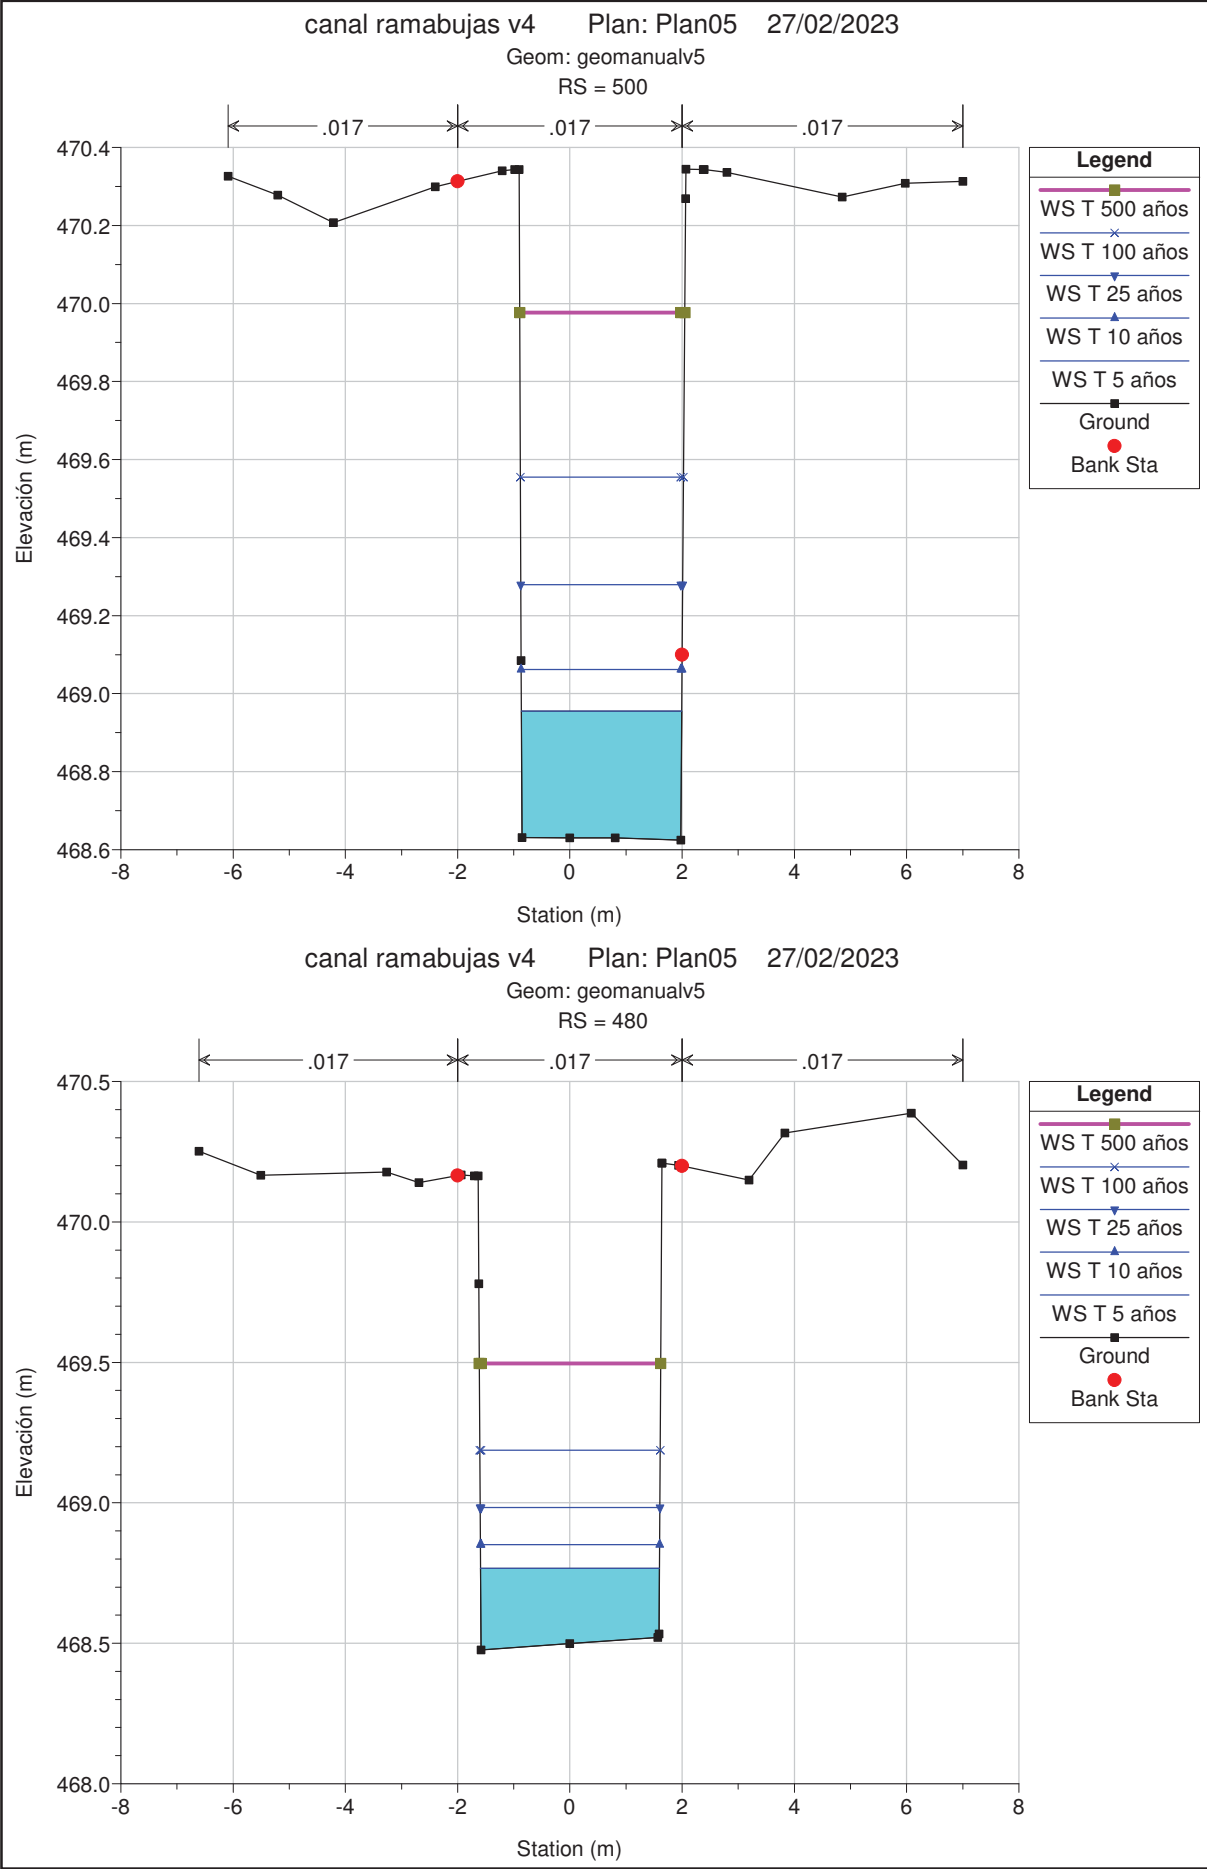 canal ramabujas v4 Plan: Plan05 27/02/2023
Geom: geomanualv5
RS = 500
.017 .017 .017
470.4
470.2
470.0
469.8
469.6
469.4
469.2
469.0
468.8
468.6
-8 -6 -4 -2 0 2 4 6 8
Station (m)
Elevación (m)
Legend
WS T 500 años
WS T 100 años
WS T 25 años
WS T 10 años
WS T 5 años
Ground
Bank Sta
canal ramabujas v4 Plan: Plan05 27/02/2023
Geom: geomanualv5
RS = 480
.017 .017 .017
470.5
470.0
469.5
469.0
468.5
468.0
-8 -6 -4 -2 0 2 4 6 8
Station (m)
Elevación (m)
Legend
WS T 500 años
WS T 100 años
WS T 25 años
WS T 10 años
WS T 5 años
Ground
Bank Sta